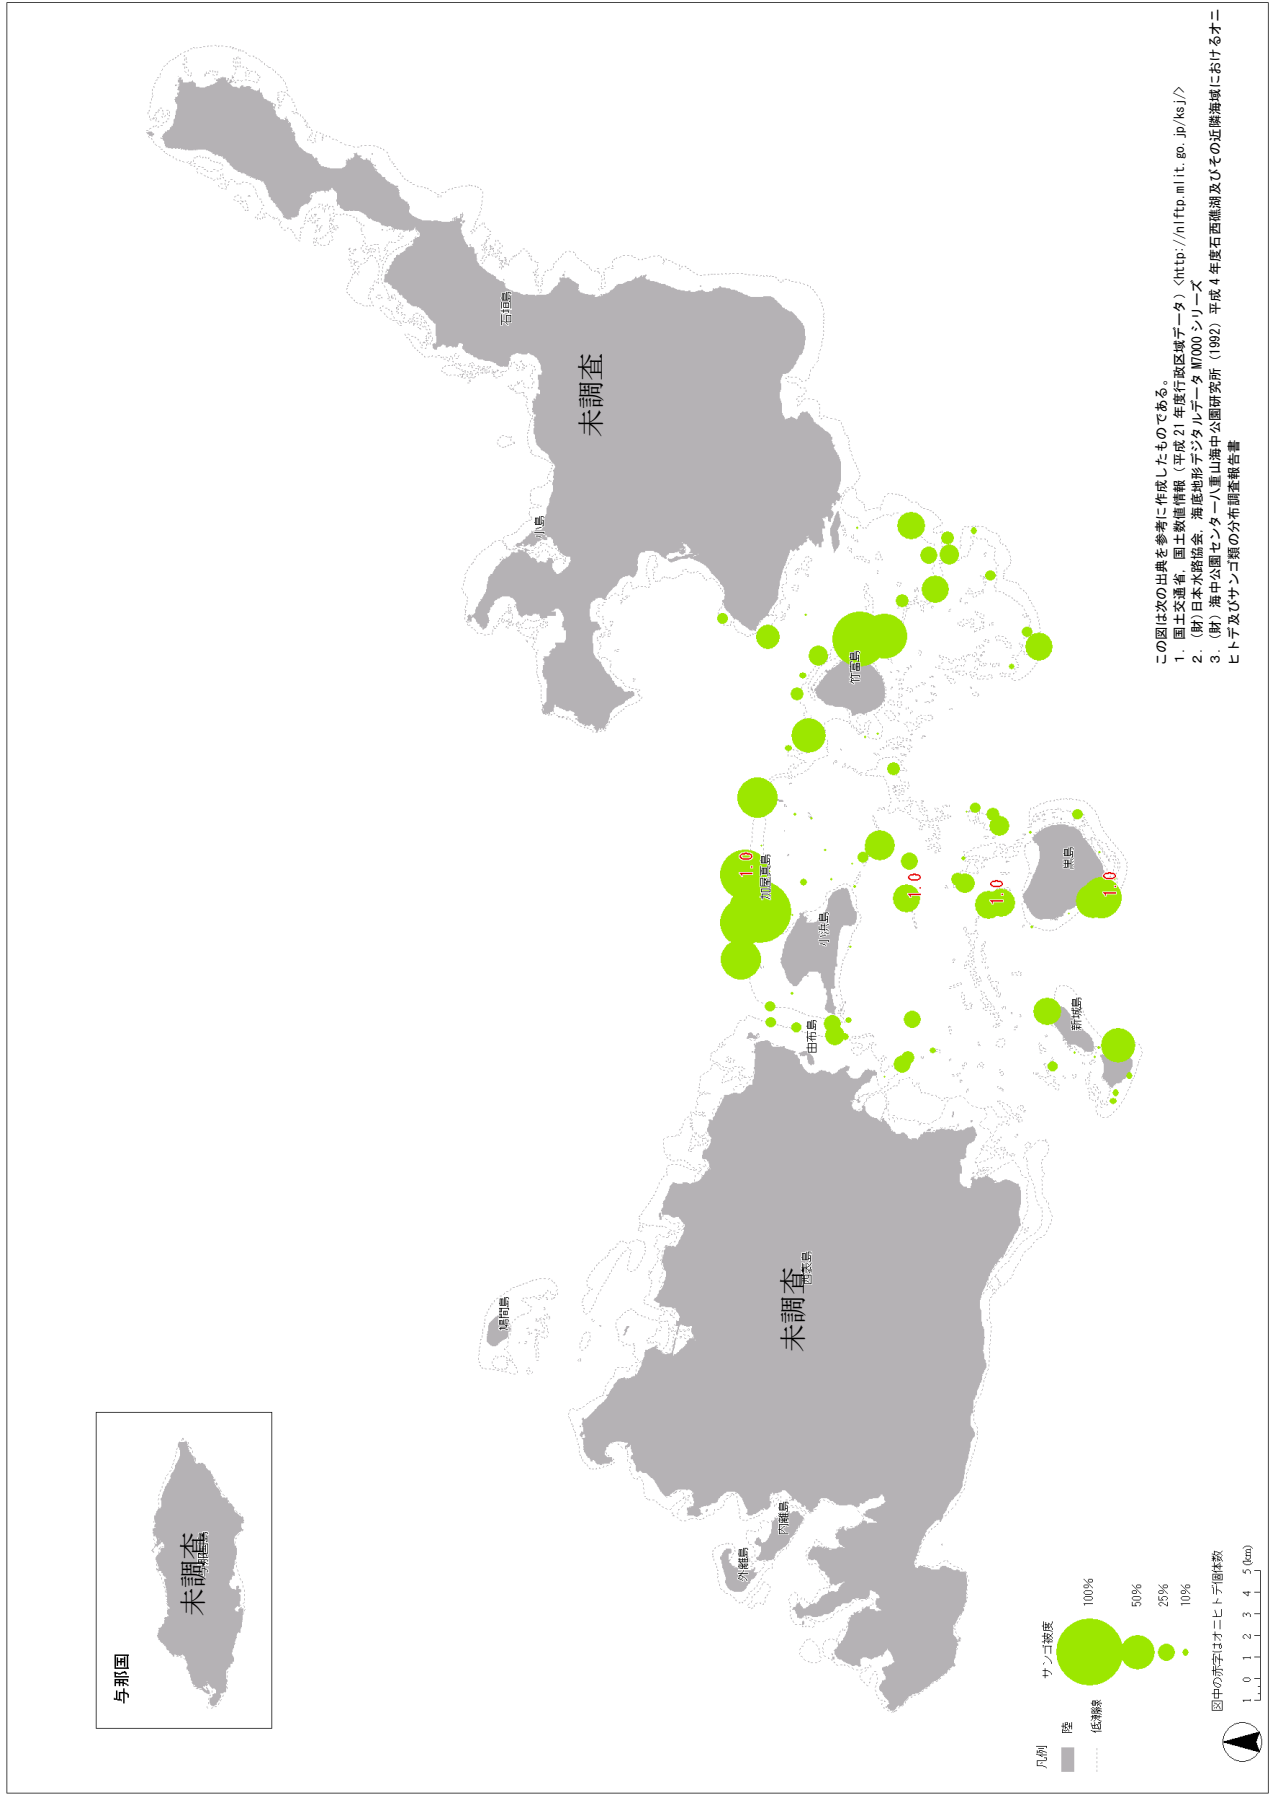 与那国
未調査
鳩間島
外離島
内離島
未調査
西表島
由布島
小浜島
加屋真島
1.0
1.0
1.0
1.0
黒島
新城島
竹富島
小島
石垣島
未調査
凡例
陸
低潮線
サンゴ被度
100%
50%
25%
10%
図中の赤字はオニヒトデ個体数
1 0 1 2 3 4 5 (km)
この図は次の出典を参考に作成したものである。
1. 国土交通省. 国土数値情報(平成 21 年度行政区域データ)<http://nlftp.mlit.go.jp/ksj/>
2. (財)日本水路協会. 海底地形デジタルデータ M7000 シリーズ
3. (財)海中公園センター八重山海中公園研究所 (1992) 平成 4 年度石西礁湖及びその近隣海域におけるオニ
ヒトデ及びサンゴ類の分布調査報告書